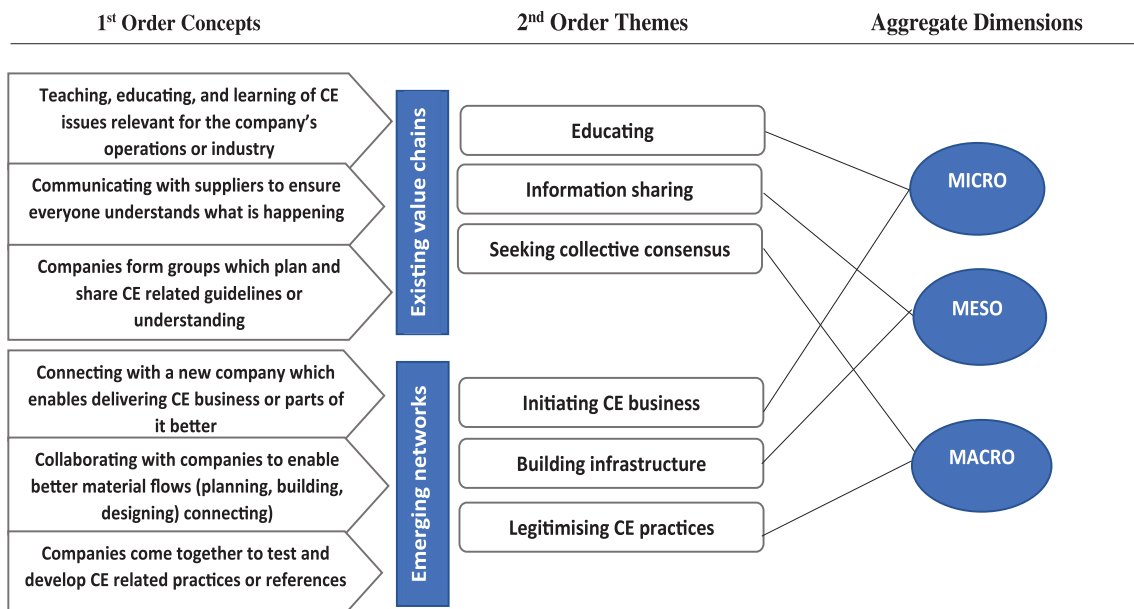 1st Order Concepts
2nd Order Themes
Aggregate Dimensions
Teaching, educating, and learning of CE
issues relevant for the company's
operations or industry
Communicating with suppliers to ensure
everyone understands what is happening
Companies form groups which plan and
share CE related guidelines or
understanding
Existing value chains
Educating
Information sharing
Seeking collective consensus
MICRO
MESO
MACRO
Connecting with a new company which
enables delivering CE business or parts of
it better
Collaborating with companies to enable
better material flows (planning, building,
designing) connecting)
Companies come together to test and
develop CE related practices or references
Emerging networks
Initiating CE business
Building infrastructure
Legitimising CE practices